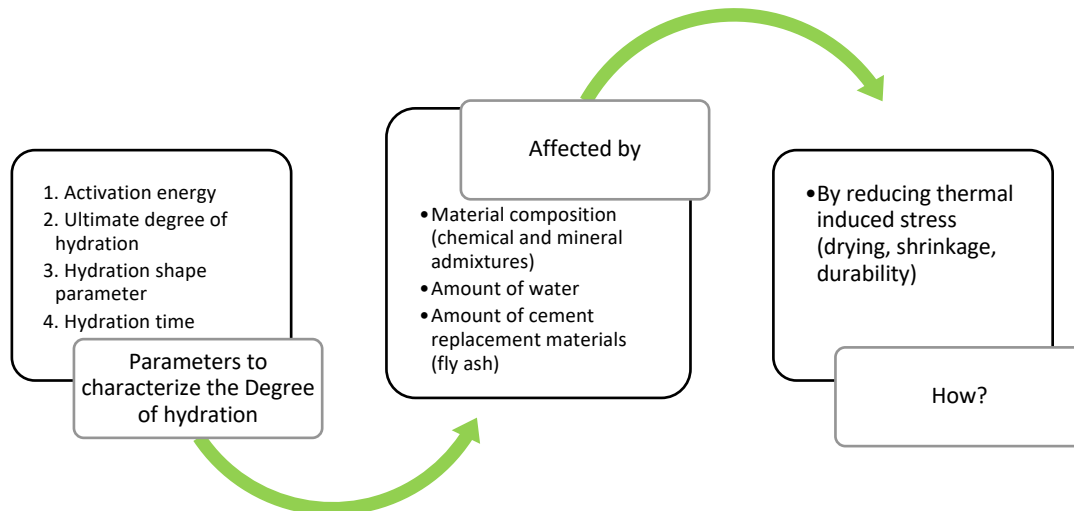 1. Activation energy
2. Ultimate degree of
hydration
3. Hydration shape
parameter
4. Hydration time
Parameters to
characterize the Degree
of hydration
Affected by
•Material composition
(chemical and mineral
admixtures)
•Amount of water
•Amount of cement
replacement materials
(fly ash)
•By reducing thermal
induced stress
(drying, shrinkage,
durability)
How?